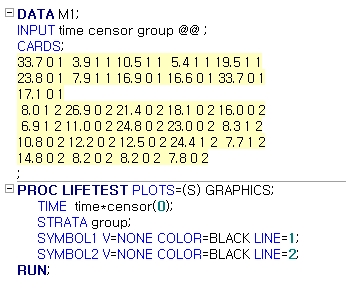 DATA M1;
INPUT time censor group @@ ;
CARDS;
33.7 0 1 3.9 1 1 10.5 1 1 5.4 1 1 19.5 1 1
23.8 0 1 7.9 1 1 16.9 0 1 16.6 0 1 33.7 0 1
17.1 0 1
8.0 1 2 26.9 0 2 21.4 0 2 18.1 0 2 16.0 0 2
6.9 1 2 11.0 0 2 24.8 0 2 23.0 0 2 8.3 1 2
10.8 0 2 12.2 0 2 12.5 0 2 24.4 1 2 7.7 1 2
14.8 0 2 8.2 0 2 8.2 0 2 7.8 0 2
;
PROC LIFETEST PLOTS=(S) GRAPHICS;
TIME time*censor(0);
STRATA group;
SYMBOL1 V=NONE COLOR=BLACK LINE=1;
SYMBOL2 V=NONE COLOR=BLACK LINE=2;
RUN;